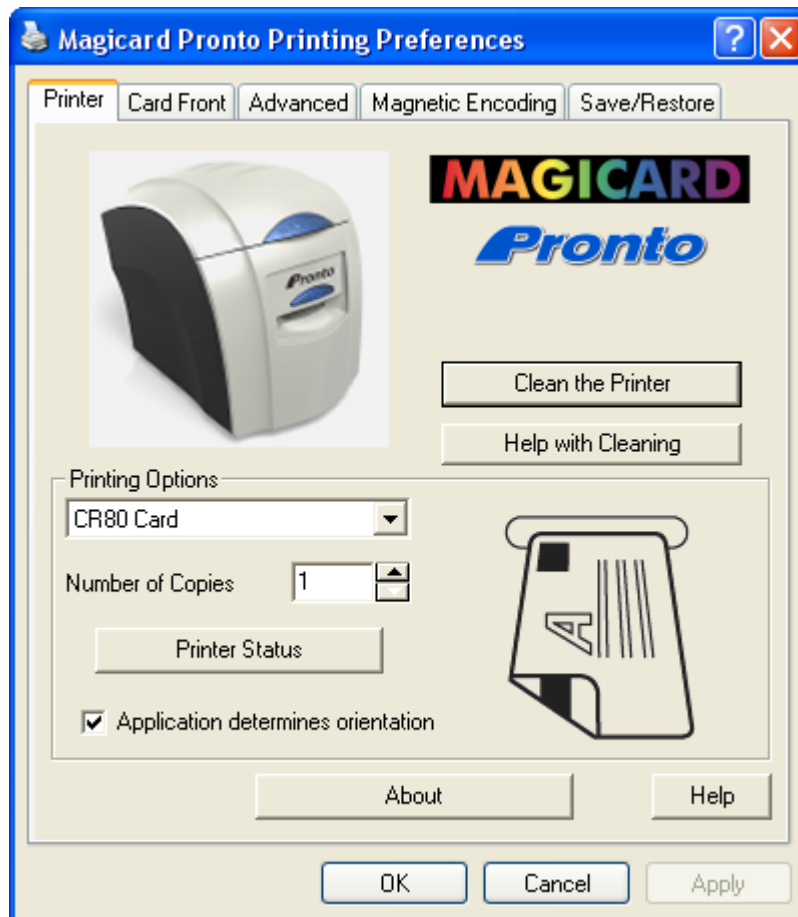 Magicard Pronto Printing Preferences
Printer Card Front Advanced Magnetic Encoding Save/Restore
MAGICARD
Pronto
Pronto
Clean the Printer
Help with Cleaning
Printing Options
CR80 Card
Number of Copies 1
Printer Status
A
Application determines orientation
About Help
OK Cancel Apply